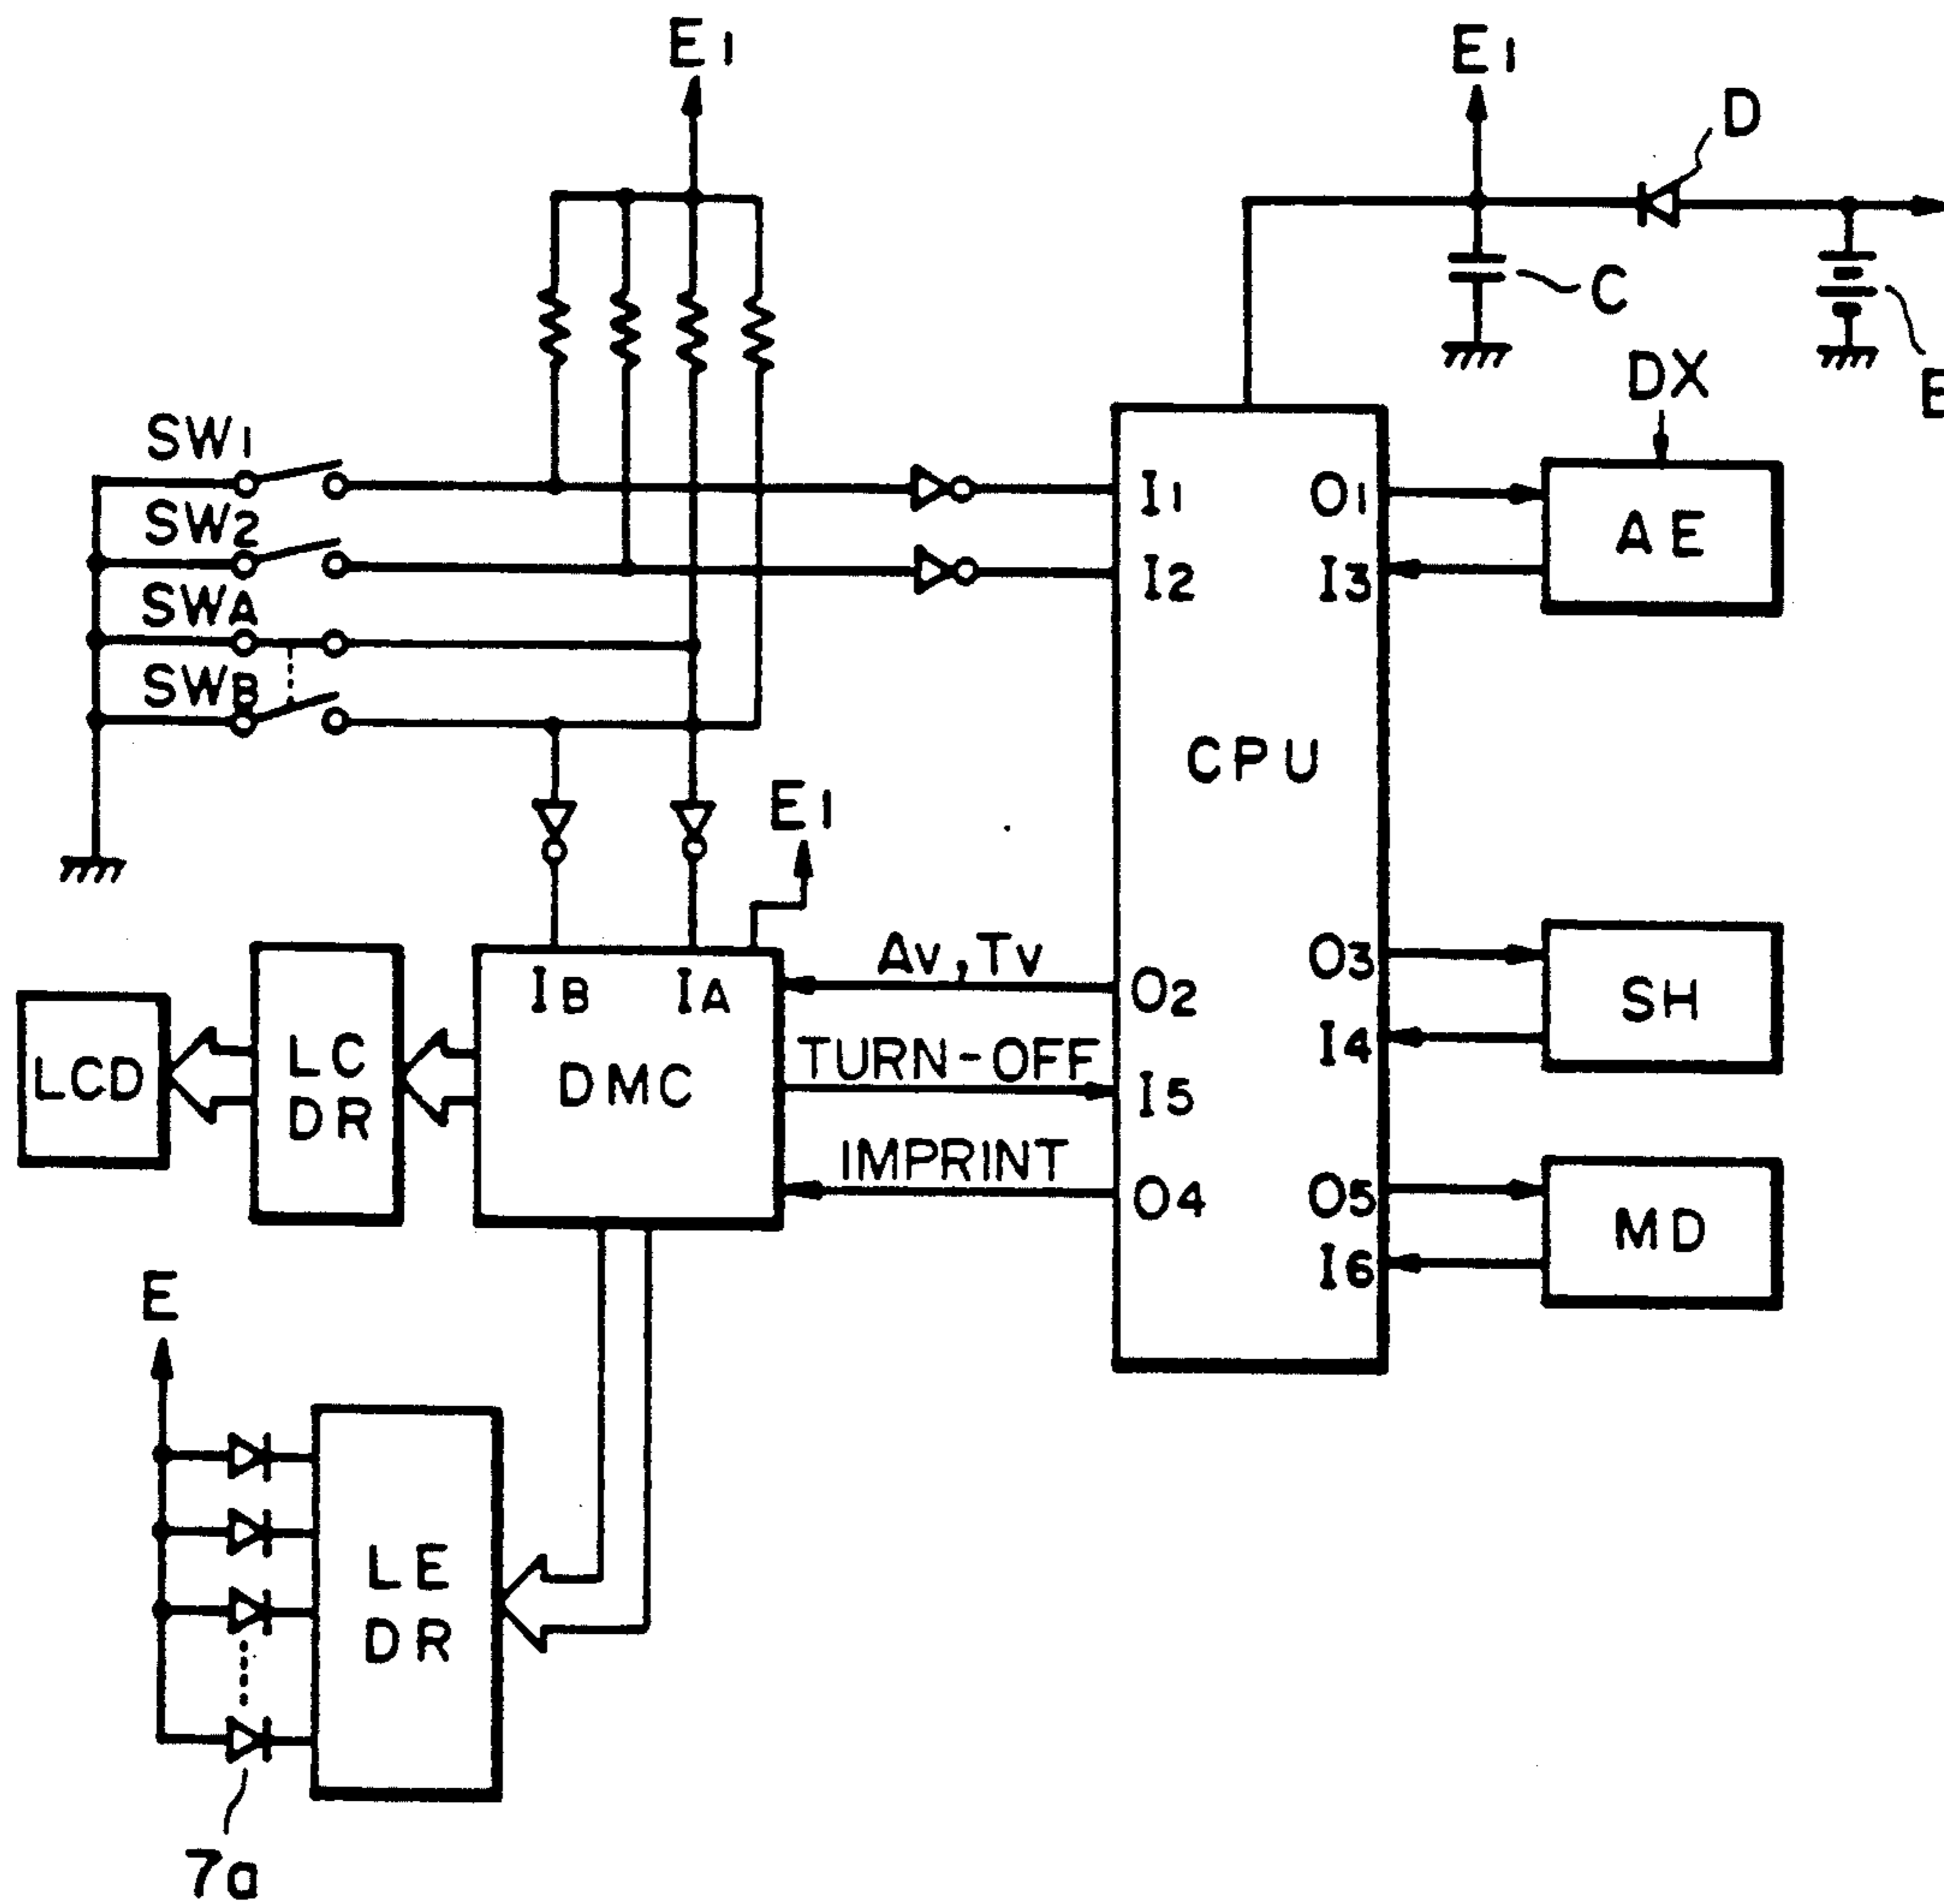 E1
E1
D
C
DX
SW1
SW2
SWA
SWB
I1
O1
AE
I2
I3
CPU
E1
Av,Tv
O3
IB
IA
O2
SH
LCD
LC
DR
DMC
TURN-OFF
I5
I4
IMPRINT
O4
O5
MD
I6
E
LE
DR
7a